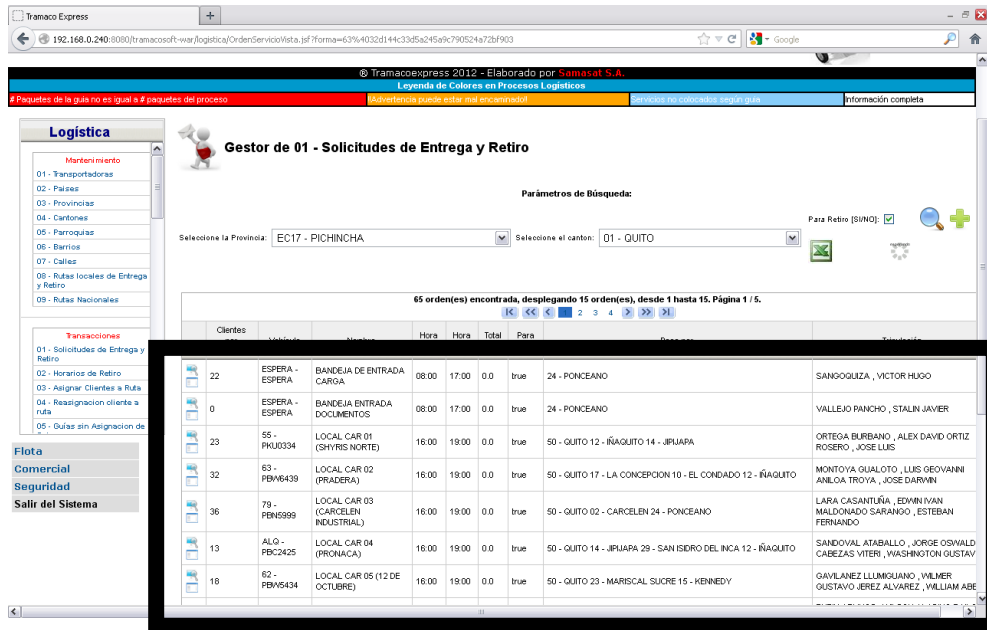 Tramaco Express
192.168.0.240:8080/tramacosoft-war/logistica/OrdenServicioVista.jsf?forma=63%4032d144c33d5a245a9c790524a72bf903
Google
® Tramacoexpress 2012 - Elaborado por Samasat S.A.
Leyenda de Colores en Procesos Logísticos
# Paquetes de la guia no es igual a # paquetes del proceso
!!Advertencia puede estar mal encaminado!!
Servicios no colocados según guia
Información completa
Logística
Mantenimiento
01 - Transportadoras
02 - Paises
03 - Provincias
04 - Cantones
05 - Parroquias
06 - Barrios
07 - Calles
08 - Rutas locales de Entrega
y Retiro
09 - Rutas Nacionales
Transacciones
01 - Solicitudes de Entrega y
Retiro
02 - Horarios de Retiro
03 - Asignar Clientes a Ruta
04 - Reasignacion cliente a
ruta
05 - Guías sin Asignacion de
Flota
Comercial
Seguridad
Salir del Sistema
Gestor de 01 - Solicitudes de Entrega y Retiro
Parámetros de Búsqueda:
Para Retiro [SI/NO]:
Seleccione la Provincia: EC17 - PICHINCHA Seleccione el canton: 01 - QUITO
65 orden(es) encontrada, desplegando 15 orden(es), desde 1 hasta 15. Página 1 / 5.
1 2 3 4
Clientes Hora Hora Total Para
22 ESPERA - ESPERA BANDEJA DE ENTRADA CARGA 08:00 17:00 0.0 true 24 - PONCEANO SANGOQUIZA , VICTOR HUGO
0 ESPERA - ESPERA BANDEJA ENTRADA DOCUMENTOS 08:00 17:00 0.0 true 24 - PONCEANO VALLEJO PANCHO , STALIN JAVIER
23 55 - PKU0334 LOCAL CAR 01 (SHYRIS NORTE) 16:00 19:00 0.0 true 50 - QUITO 12 - IÑAQUITO 14 - JIPIJAPA ORTEGA BURBANO , ALEX DAVID ORTIZ ROSERO , JOSE LUIS
32 63 - PBW6439 LOCAL CAR 02 (PRADERA) 16:00 19:00 0.0 true 50 - QUITO 17 - LA CONCEPCION 10 - EL CONDADO 12 - IÑAQUITO MONTOYA GUALOTO , LUIS GEOVANNI ANILOA TROYA , JOSE DARWIN
36 79 - PBN5999 LOCAL CAR 03 (CARCELEN INDUSTRIAL) 16:00 19:00 0.0 true 50 - QUITO 02 - CARCELEN 24 - PONCEANO LARA CASANTUÑA , EDWIN IVAN MALDONADO SARANGO , ESTEBAN FERNANDO
13 ALQ - PBC2425 LOCAL CAR 04 (PRONACA) 16:00 19:00 0.0 true 50 - QUITO 14 - JIPIJAPA 29 - SAN ISIDRO DEL INCA 12 - IÑAQUITO SANDOVAL ATABALLO , JORGE OSWALD CABEZAS VITERI , WASHINGTON GUSTAV
18 62 - PBW5434 LOCAL CAR 05 (12 DE OCTUBRE) 16:00 19:00 0.0 true 50 - QUITO 23 - MARISCAL SUCRE 15 - KENNEDY GAVILANEZ LLUMIGUANO , WILMER GUSTAVO JEREZ ALVAREZ , WILLIAM ABE